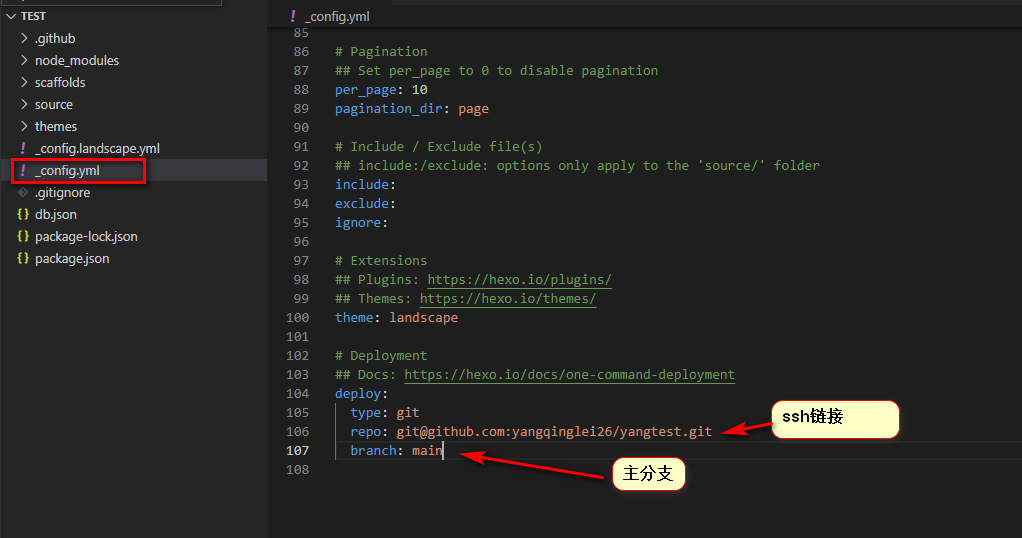 TEST
.github
node_modules
scaffolds
source
themes
! _config.landscape.yml
! _config.yml
.gitignore
{} db.json
{} package-lock.json
{} package.json
! _config.yml
85
86 # Pagination
87 ## Set per_page to 0 to disable pagination
88 per_page: 10
89 pagination_dir: page
90
91 # Include / Exclude file(s)
92 ## include:/exclude: options only apply to the 'source/' folder
93 include:
94 exclude:
95 ignore:
96
97 # Extensions
98 ## Plugins: https://hexo.io/plugins/
99 ## Themes: https://hexo.io/themes/
100 theme: landscape
101
102 # Deployment
103 ## Docs: https://hexo.io/docs/one-command-deployment
104 deploy:
105 type: git
106 repo: git@github.com:yangqinglei26/yangtest.git
107 branch: main
108
ssh链接
主分支